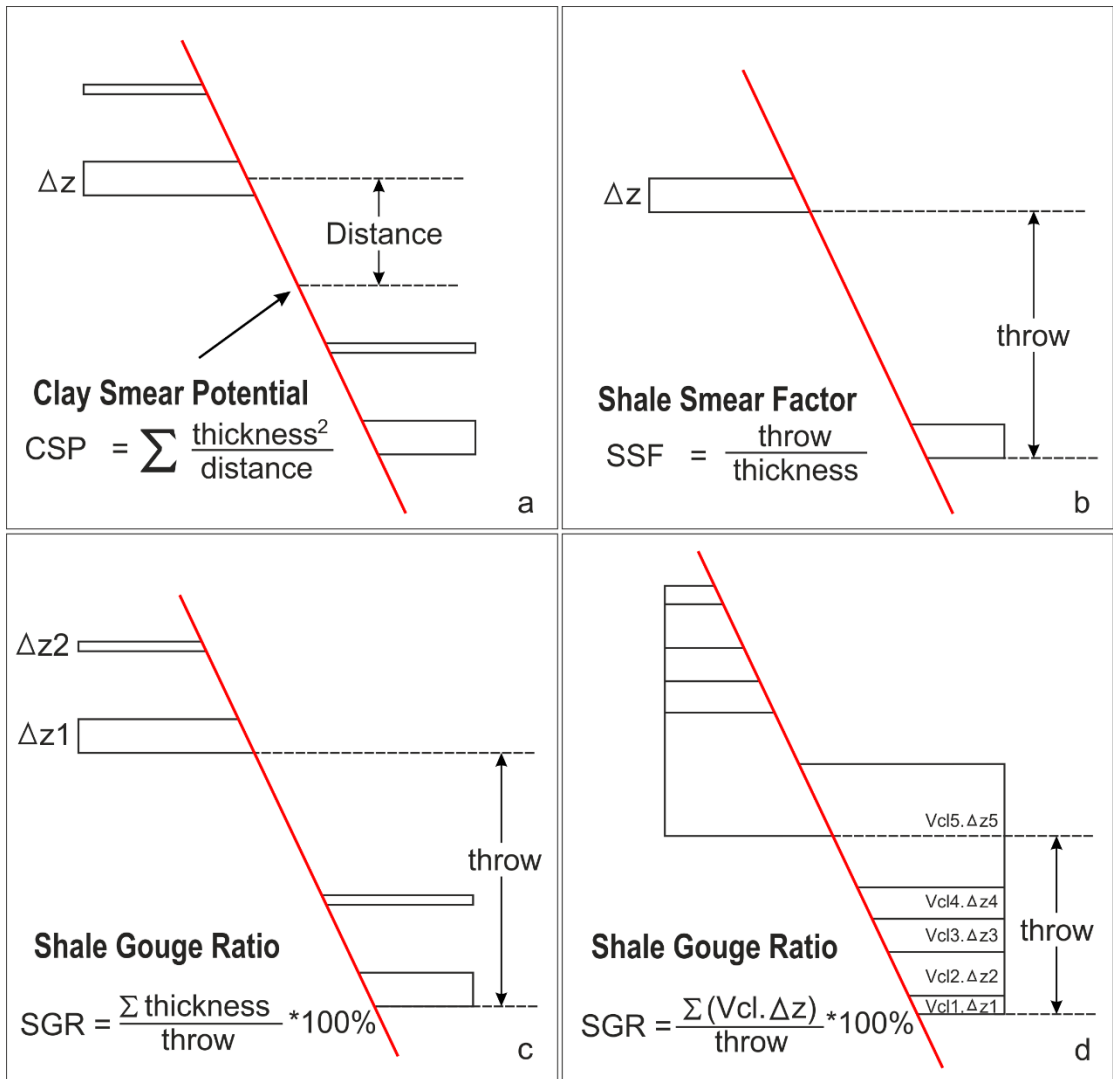 Δz
Distance
Clay Smear Potential
CSP = ∑ thickness²
distance
a
Δz
throw
Shale Smear Factor
SSF = throw
thickness
b
Δz2
Δz1
throw
Shale Gouge Ratio
SGR = Σ thickness
throw
*100%
c
Vcl5.Δz5
Vcl4.Δz4
Vcl3.Δz3
Vcl2.Δz2
Vcl1.Δz1
throw
Shale Gouge Ratio
SGR = Σ (Vcl. Δz)
throw
*100%
d